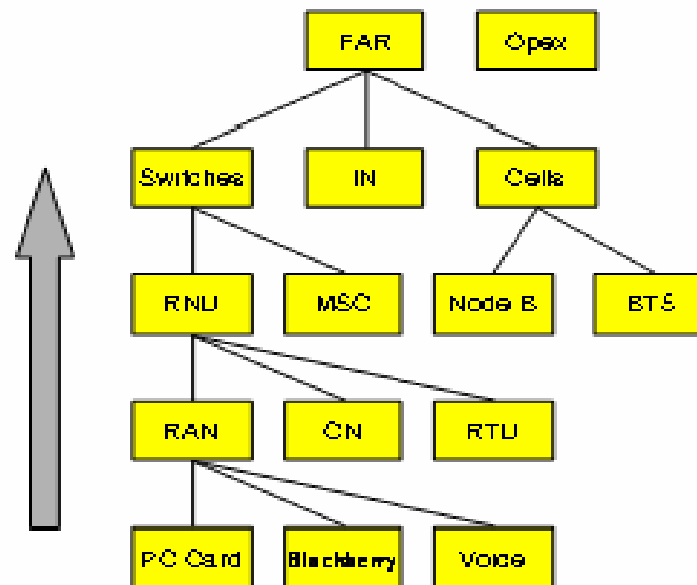 FAR
Opex
Switches
IN
Cells
RNU
MSC
Node B
BTS
RAN
CN
RTU
PC Card
Blackberry
Voice